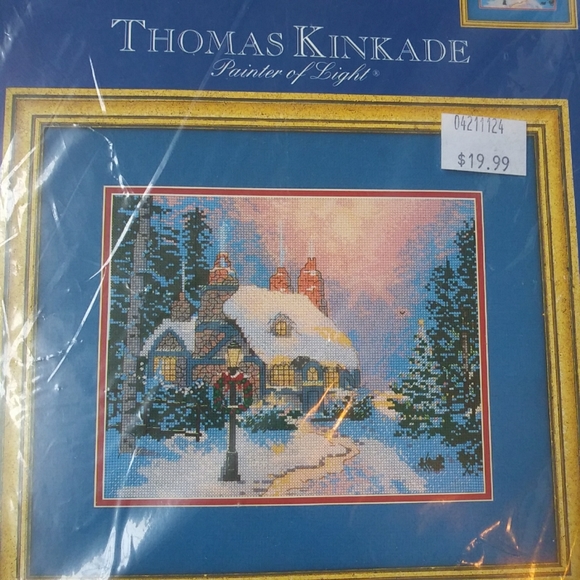 THOMAS KINKADE
Painter of Light®
04211124
$19.99